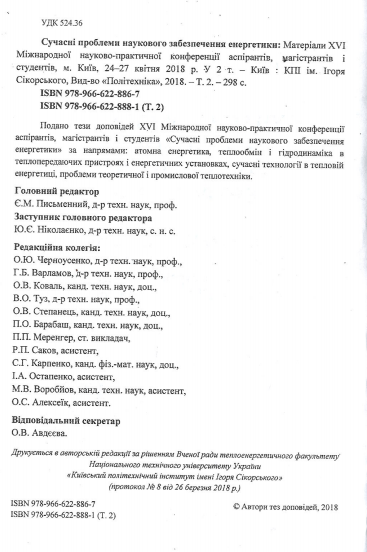 УДК 524.36
Сучасні проблеми наукового забезпечення енергетики: Матеріали XVI
Міжнародної науково-практичної конференції аспірантів, магістрантів і
студентів, м. Київ, 24–27 квітня 2018 р. У 2 т. – Київ : КПІ ім. Ігоря
Сікорського, Вид-во «Політехніка», 2018. – Т. 2. – 298 с.
ISBN 978-966-622-886-7
ISBN 978-966-622-888-1 (Т. 2)
Подано тези доповідей XVI Міжнародної науково-практичної конференції
аспірантів, магістрантів і студентів «Сучасні проблеми наукового забезпечення
енергетики» за напрямами: атомна енергетика, теплообмін і гідродинаміка в
теплопередаючих пристроях і енергетичних установках, сучасні технології в тепловій
енергетиці, проблеми теоретичної і промислової теплотехніки.
Головний редактор
Є.М. Письменний, д-р техн. наук, проф.
Заступник головного редактора
Ю.Є. Ніколаєнко, д-р техн. наук, с. н. с.
Редакційна колегія:
О.Ю. Черноусенко, д-р техн. наук, проф.,
Г.Б. Варламов, д-р техн. наук, проф.,
О.В. Коваль, канд. техн. наук, доц.,
В.О. Туз, д-р техн. наук, проф.,
О.В. Степанець, канд. техн. наук, доц.,
П.О. Барабаш, канд. техн. наук, доц.,
П.П. Меренгер, ст. викладач,
Р.П. Саков, асистент,
С.Г. Карпенко, канд. фіз.-мат. наук, доц.,
І.А. Остапенко, асистент,
М.В. Воробйов, канд. техн. наук, асистент,
О.С. Алексеїк, асистент.
Відповідальний секретар
О.В. Авдєєва.
Друкується в авторській редакції за рішенням Вченої ради теплоенергетичного факультету
Національного технічного університету України
«Київський політехнічний інститут імені Ігоря Сікорського»
(протокол № 8 від 26 березня 2018 р.)
ISBN 978-966-622-886-7
ISBN 978-966-622-888-1 (Т. 2)
© Автори тез доповідей, 2018